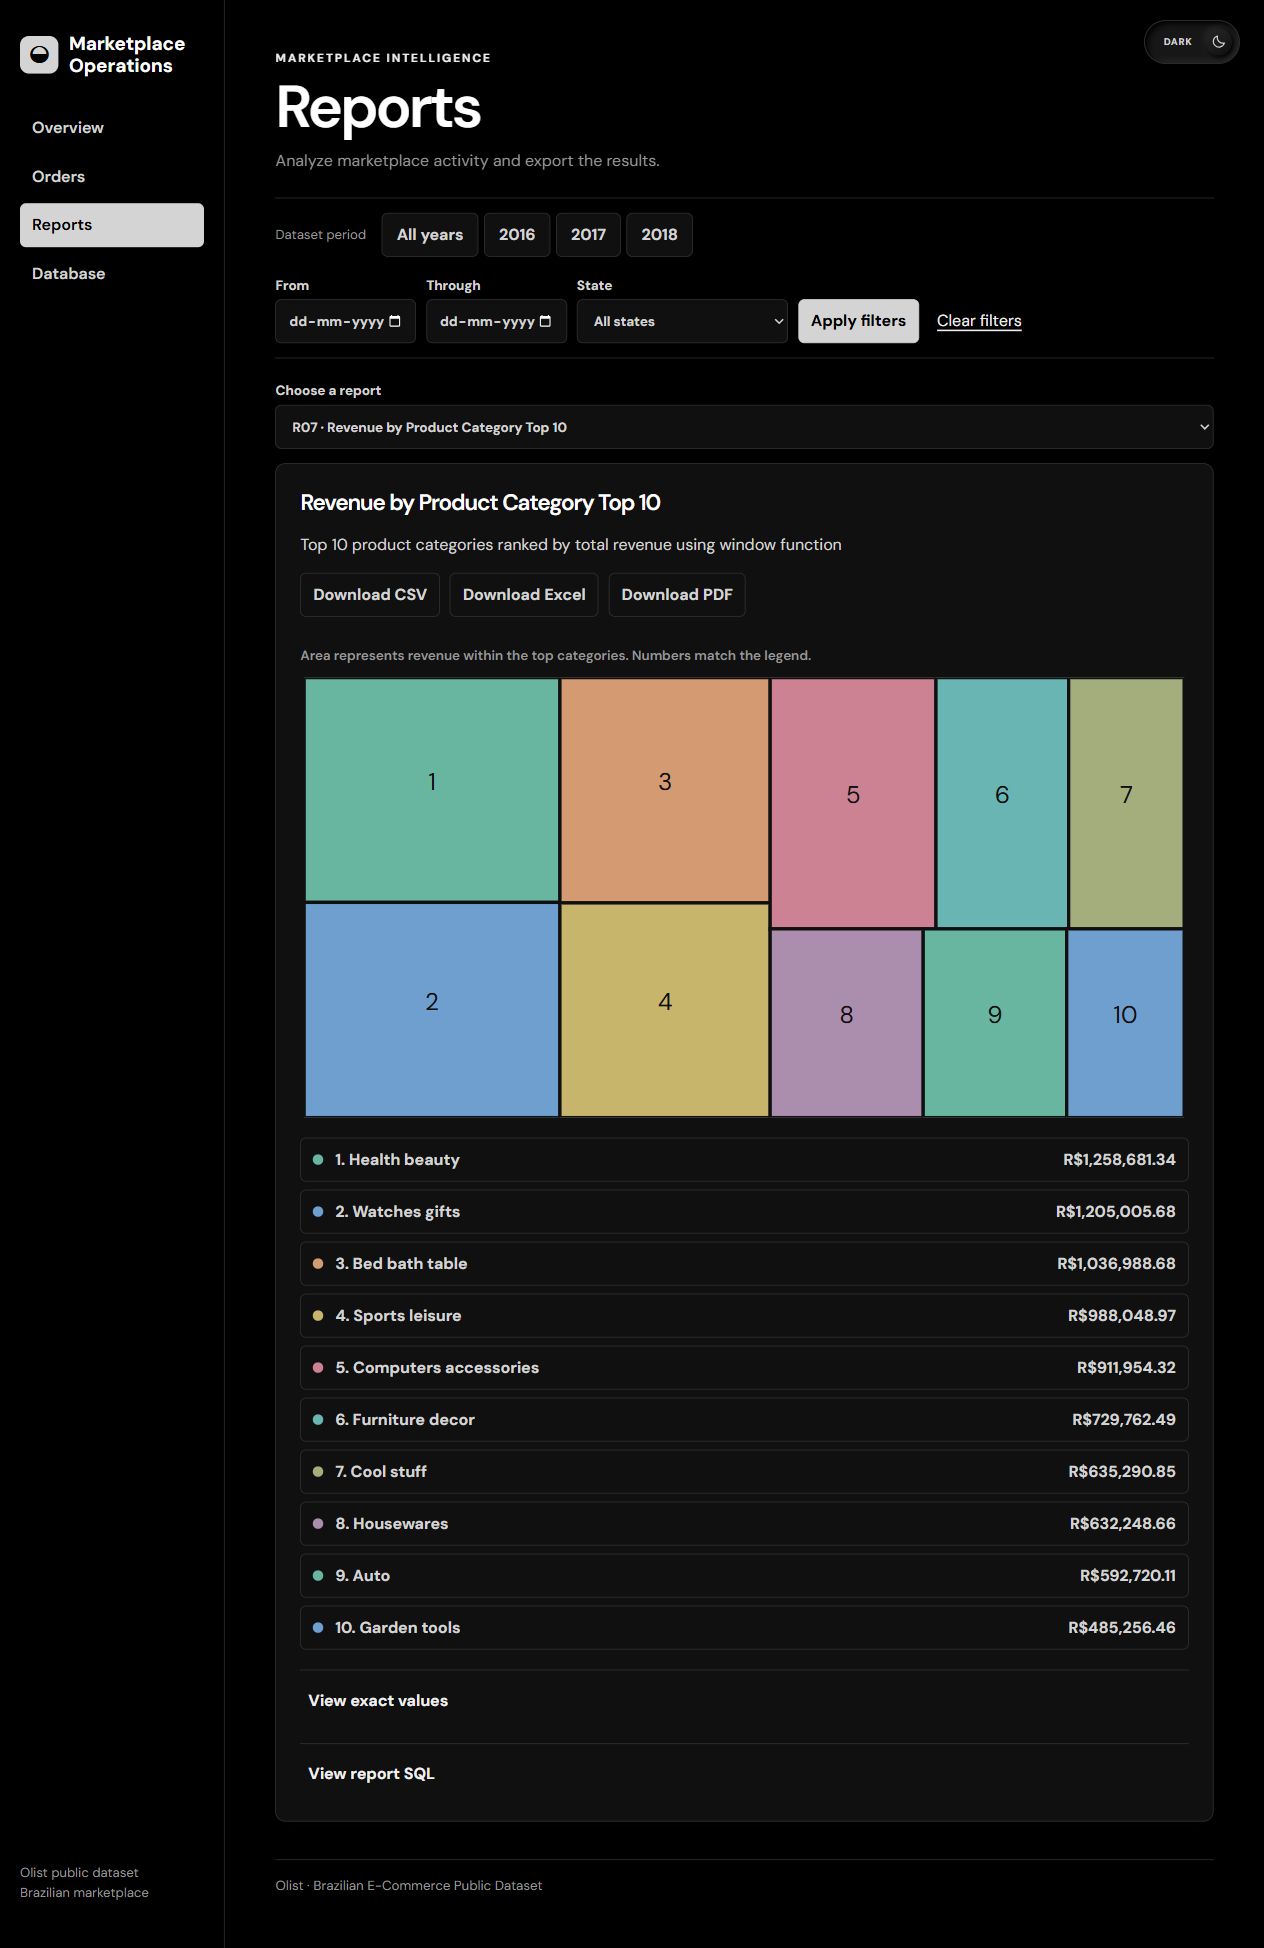 Marketplace
Operations
Overview
Orders
Reports
Database
DARK
MARKETPLACE INTELLIGENCE
Reports
Analyze marketplace activity and export the results.
Dataset period All years 2016 2017 2018
From Through State
dd-mm-yyyy dd-mm-yyyy All states Apply filters Clear filters
Choose a report
R07 · Revenue by Product Category Top 10
Revenue by Product Category Top 10
Top 10 product categories ranked by total revenue using window function
Download CSV Download Excel Download PDF
Area represents revenue within the top categories. Numbers match the legend.
1 3 5 6 7
2 4 8 9 10
1. Health beauty R$1,258,681.34
2. Watches gifts R$1,205,005.68
3. Bed bath table R$1,036,988.68
4. Sports leisure R$988,048.97
5. Computers accessories R$911,954.32
6. Furniture decor R$729,762.49
7. Cool stuff R$635,290.85
8. Housewares R$632,248.66
9. Auto R$592,720.11
10. Garden tools R$485,256.46
View exact values
View report SQL
Olist public dataset
Brazilian marketplace
Olist · Brazilian E-Commerce Public Dataset